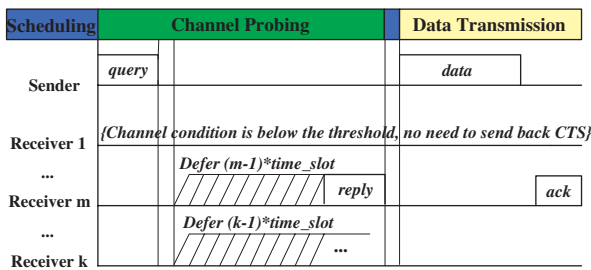 Scheduling Channel Probing Data Transmission
Sender query data
Receiver 1 {Channel condition is below the threshold, no need to send back CTS}
...
Defer (m-1)*time_slot
Receiver m reply ack
...
Defer (k-1)*time_slot
Receiver k ...